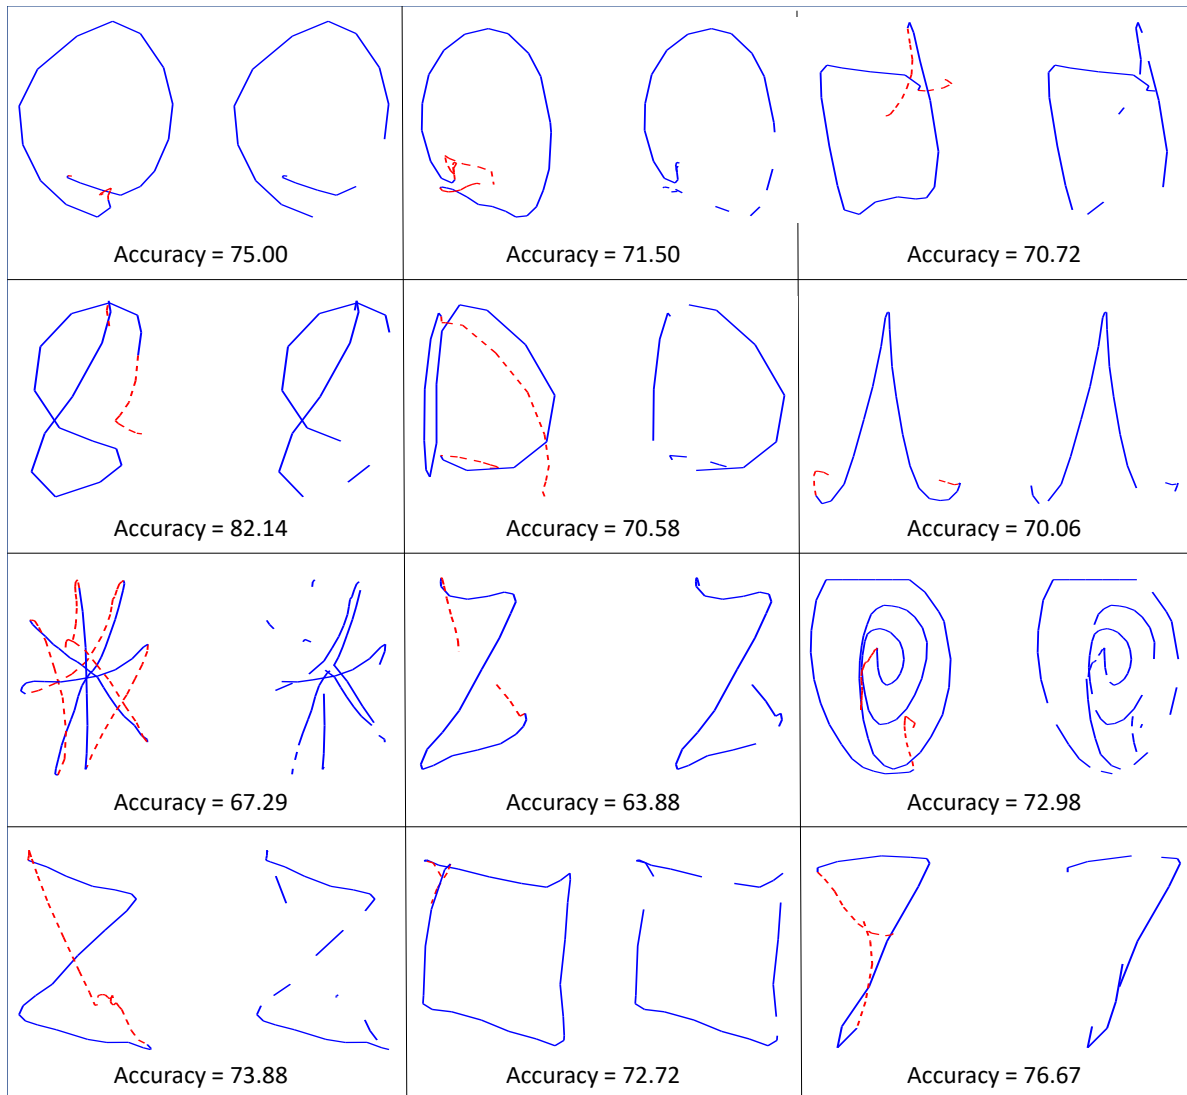 Accuracy = 75.00
Accuracy = 71.50
Accuracy = 70.72
Accuracy = 82.14
Accuracy = 70.58
Accuracy = 70.06
Accuracy = 67.29
Accuracy = 63.88
Accuracy = 72.98
Accuracy = 73.88
Accuracy = 72.72
Accuracy = 76.67